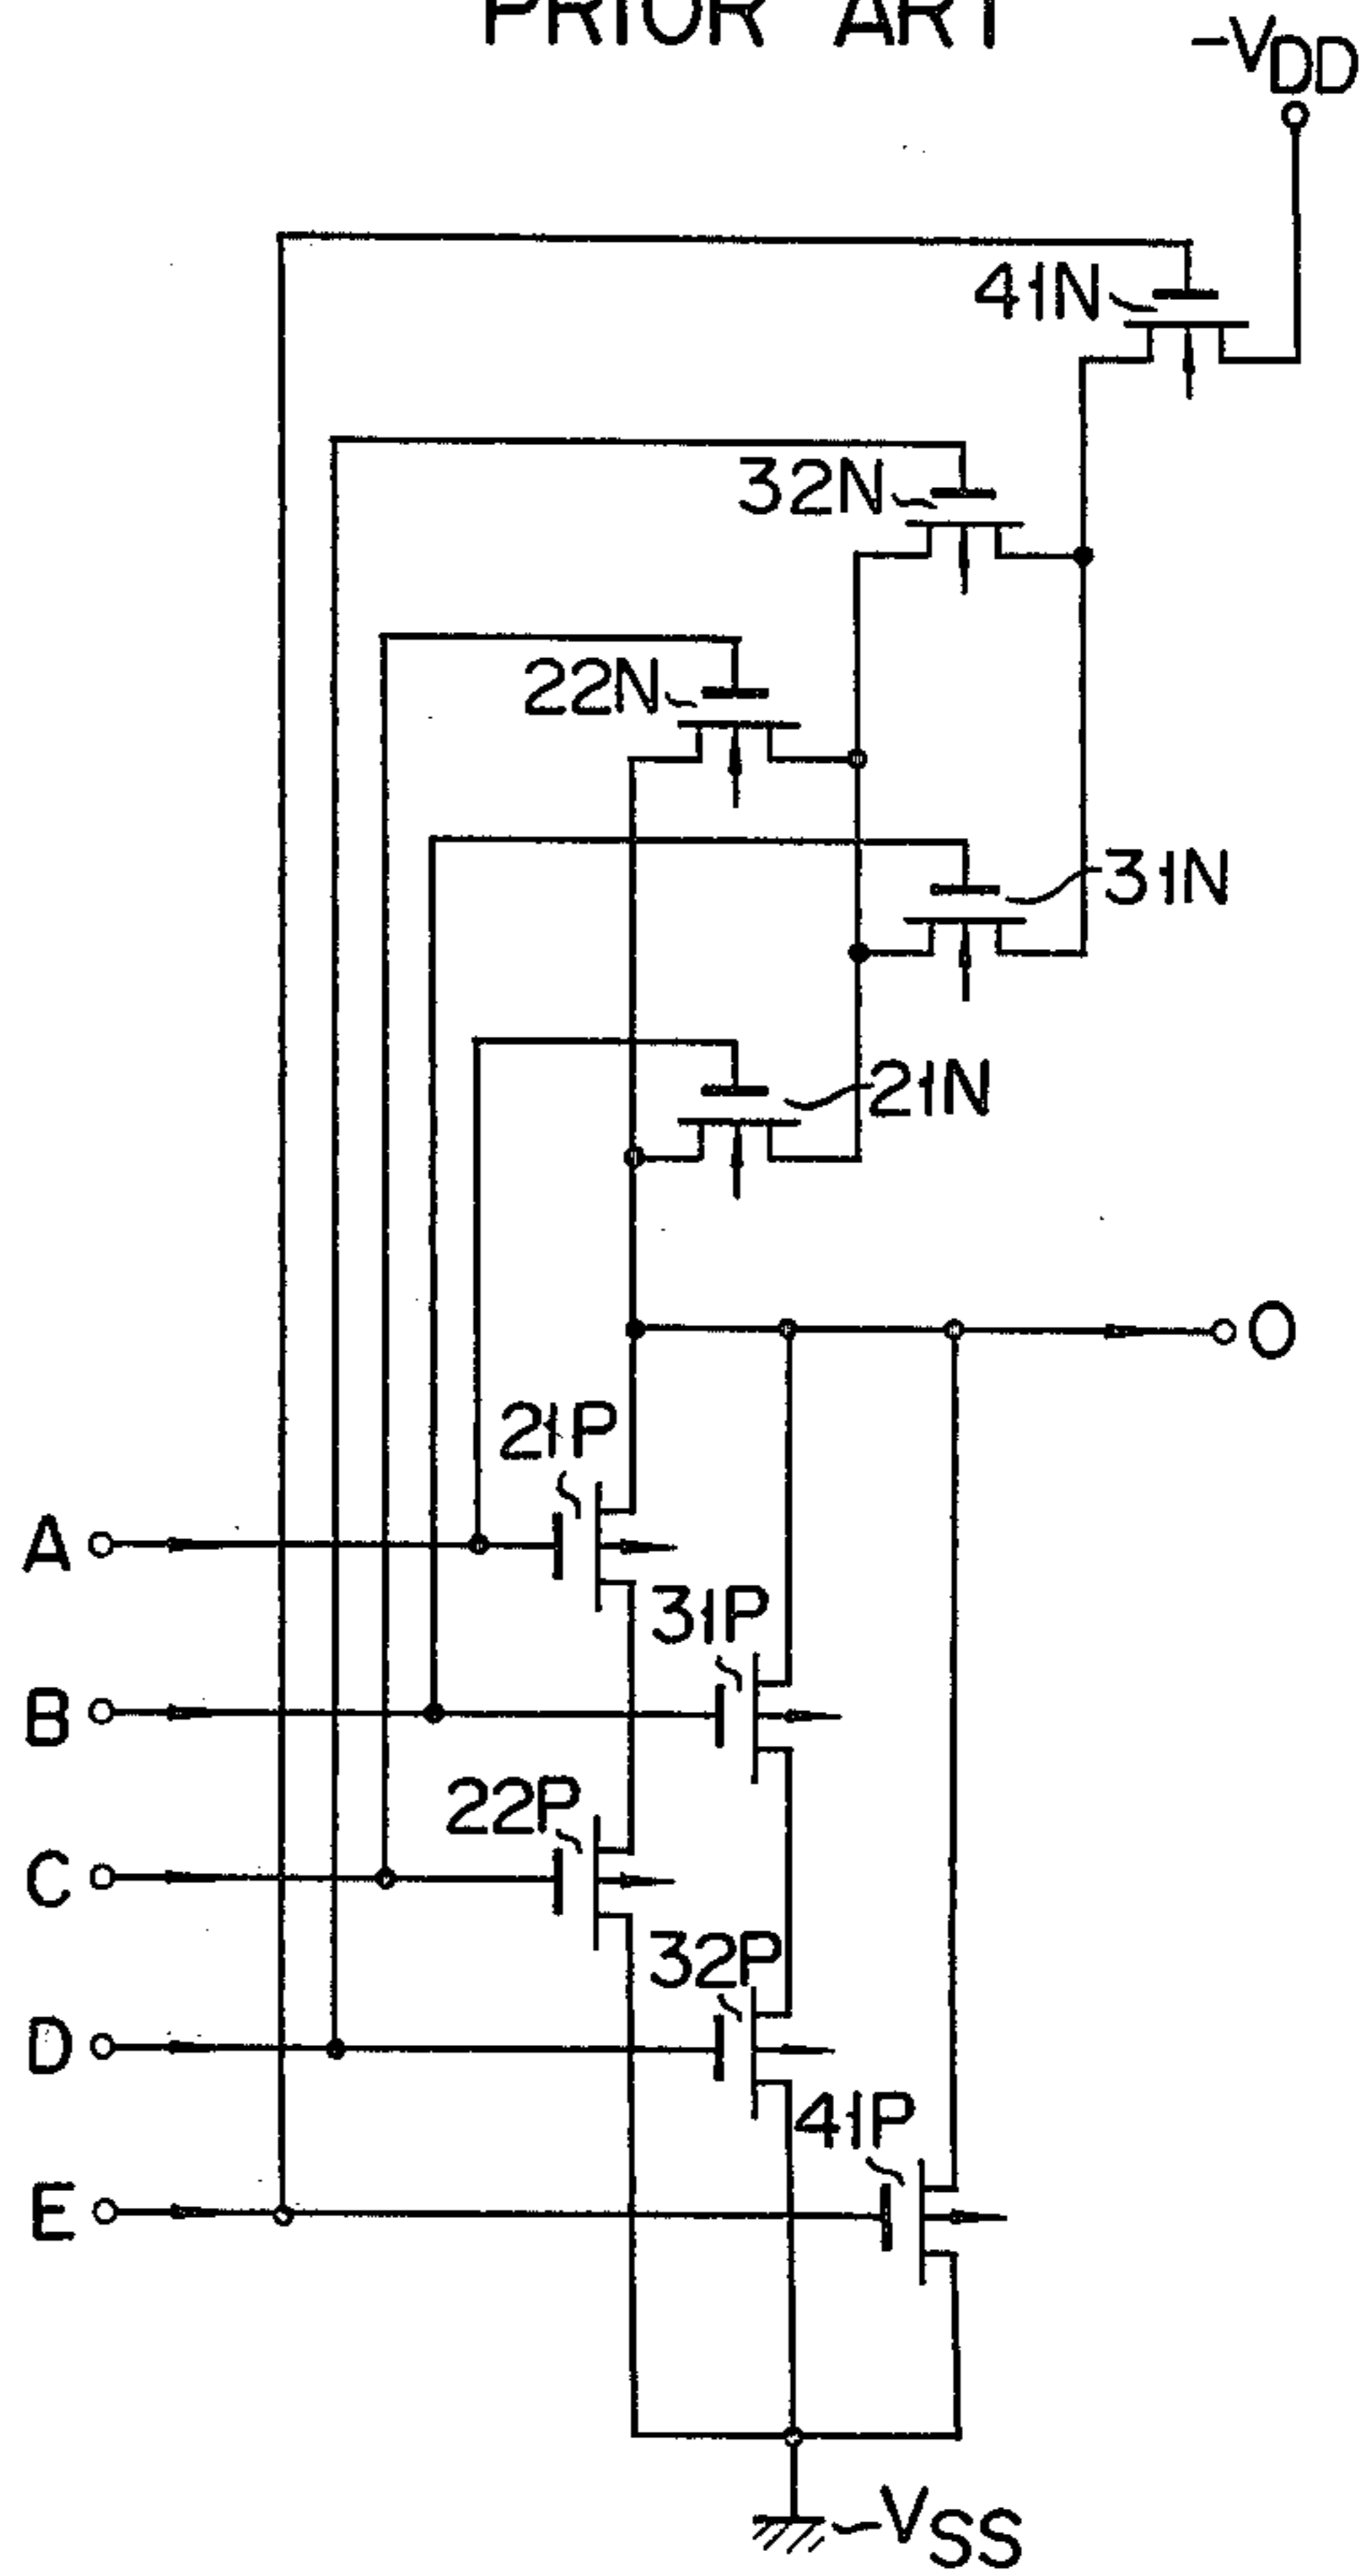 PRIOR ART
-VDD
41N
32N
22N
31N
21N
O
21P
A
31P
B
22P
C
32P
D
41P
E
VSS